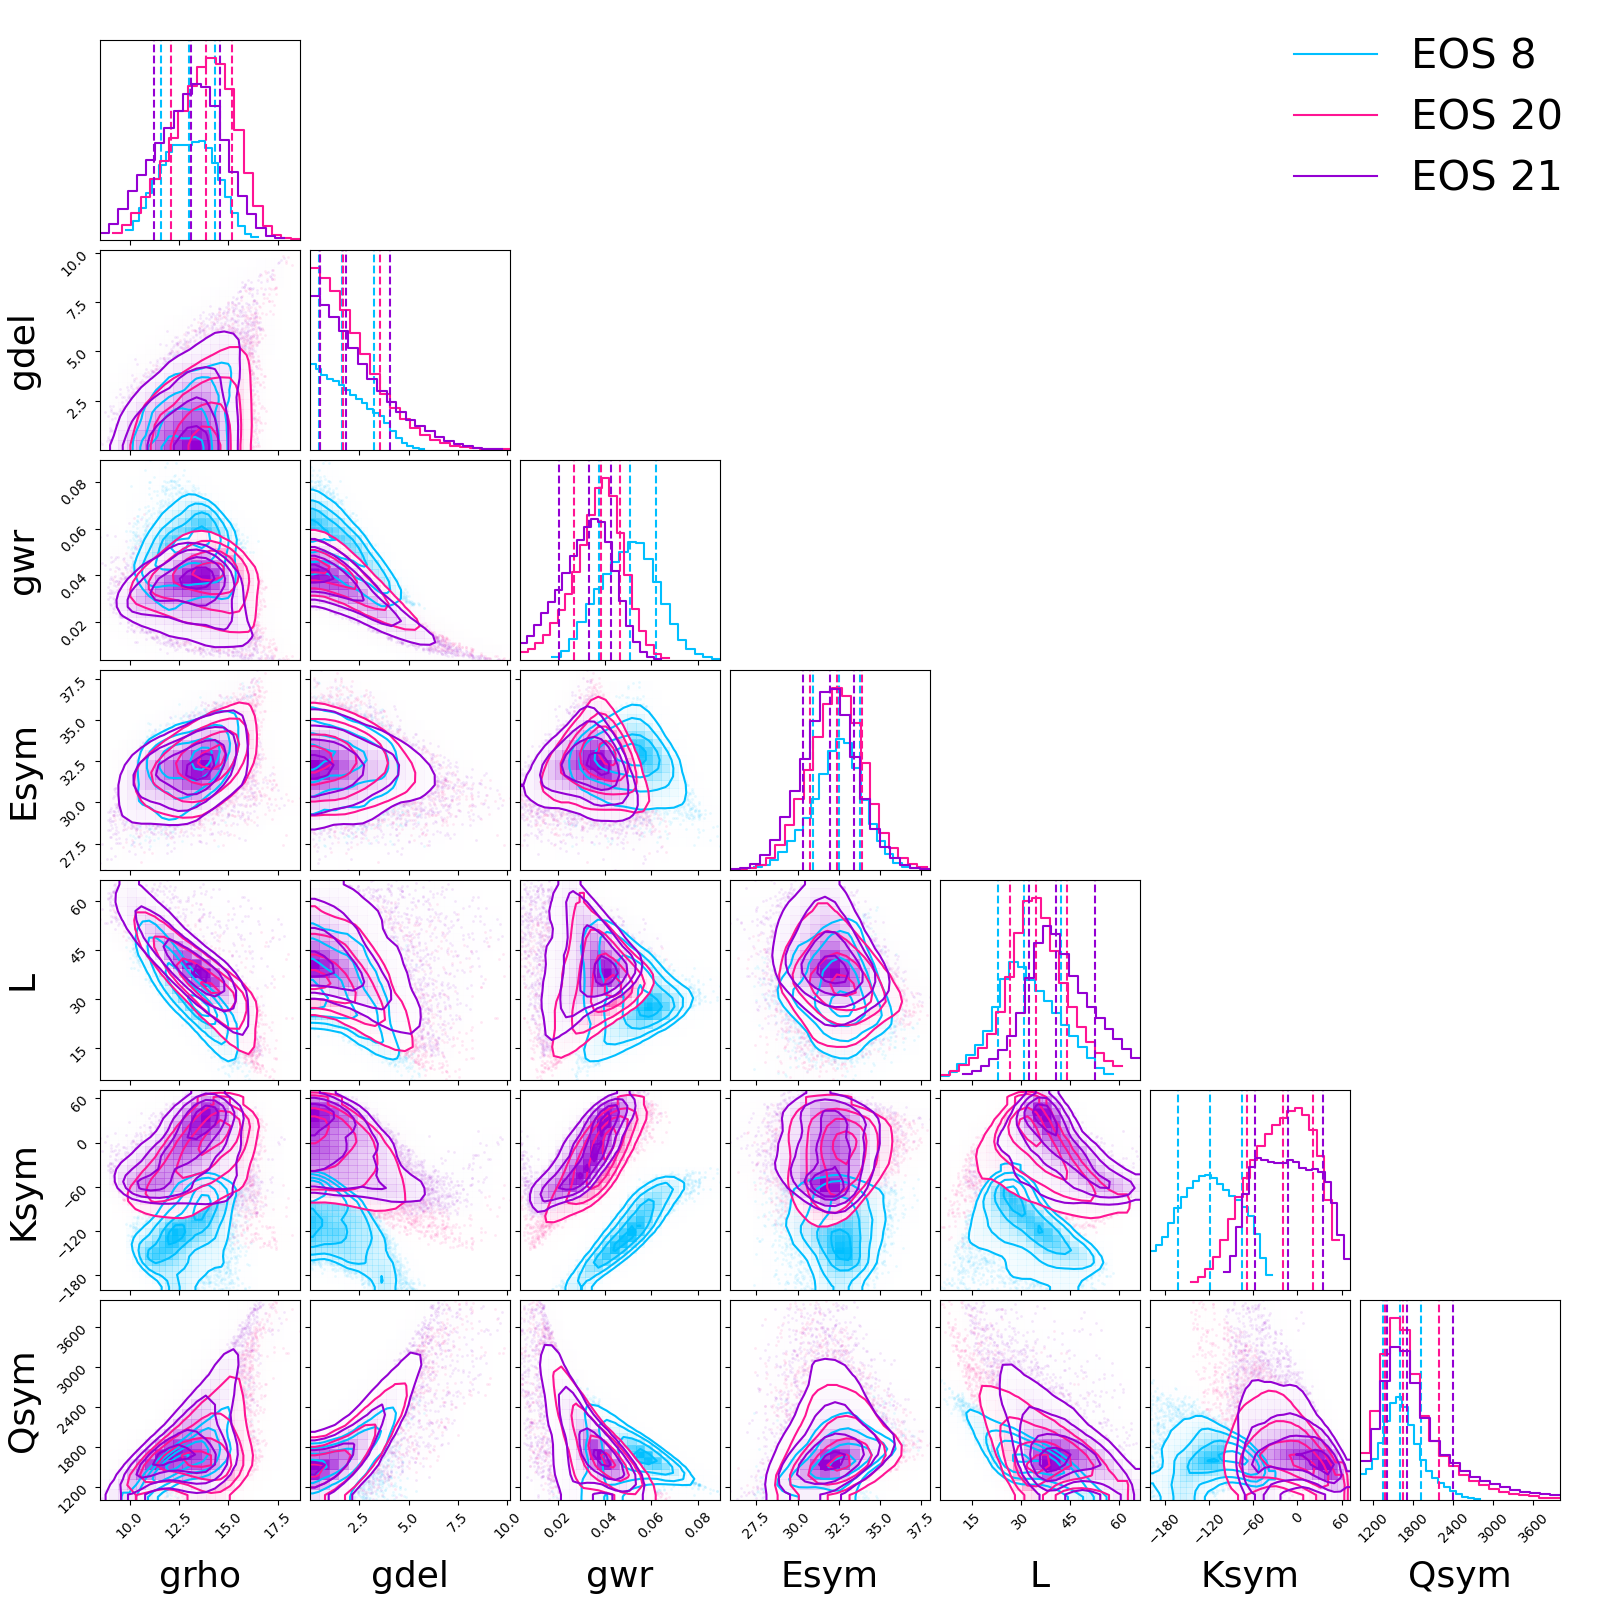 EOS 8
EOS 20
EOS 21
gdel
10.0
7.5
5.0
2.5
gwr
0.08
0.06
0.04
0.02
Esym
37.5
35.0
32.5
30.0
27.5
L
60
45
30
15
Ksym
60
0
−60
−120
−180
Qsym
3600
3000
2400
1800
1200
10.0 12.5 15.0 17.5 2.5 5.0 7.5 10.0 0.02 0.04 0.06 0.08 27.5 30.0 32.5 35.0 37.5 15 30 45 60 −180 −120 −60 0 60 1200 1800 2400 3000 3600
grho gdel gwr Esym L Ksym Qsym